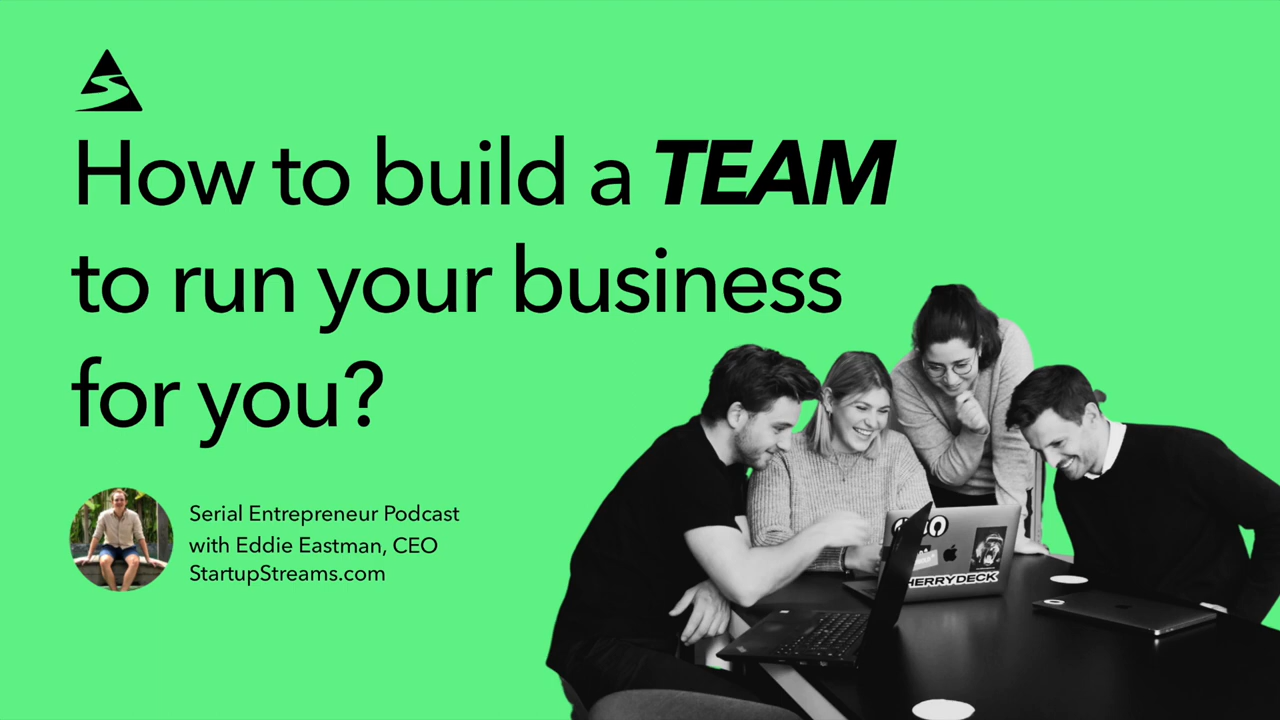 How to build a TEAM
to run your business
for you?
Serial Entrepreneur Podcast
with Eddie Eastman, CEO
StartupStreams.com
HERRYDECK